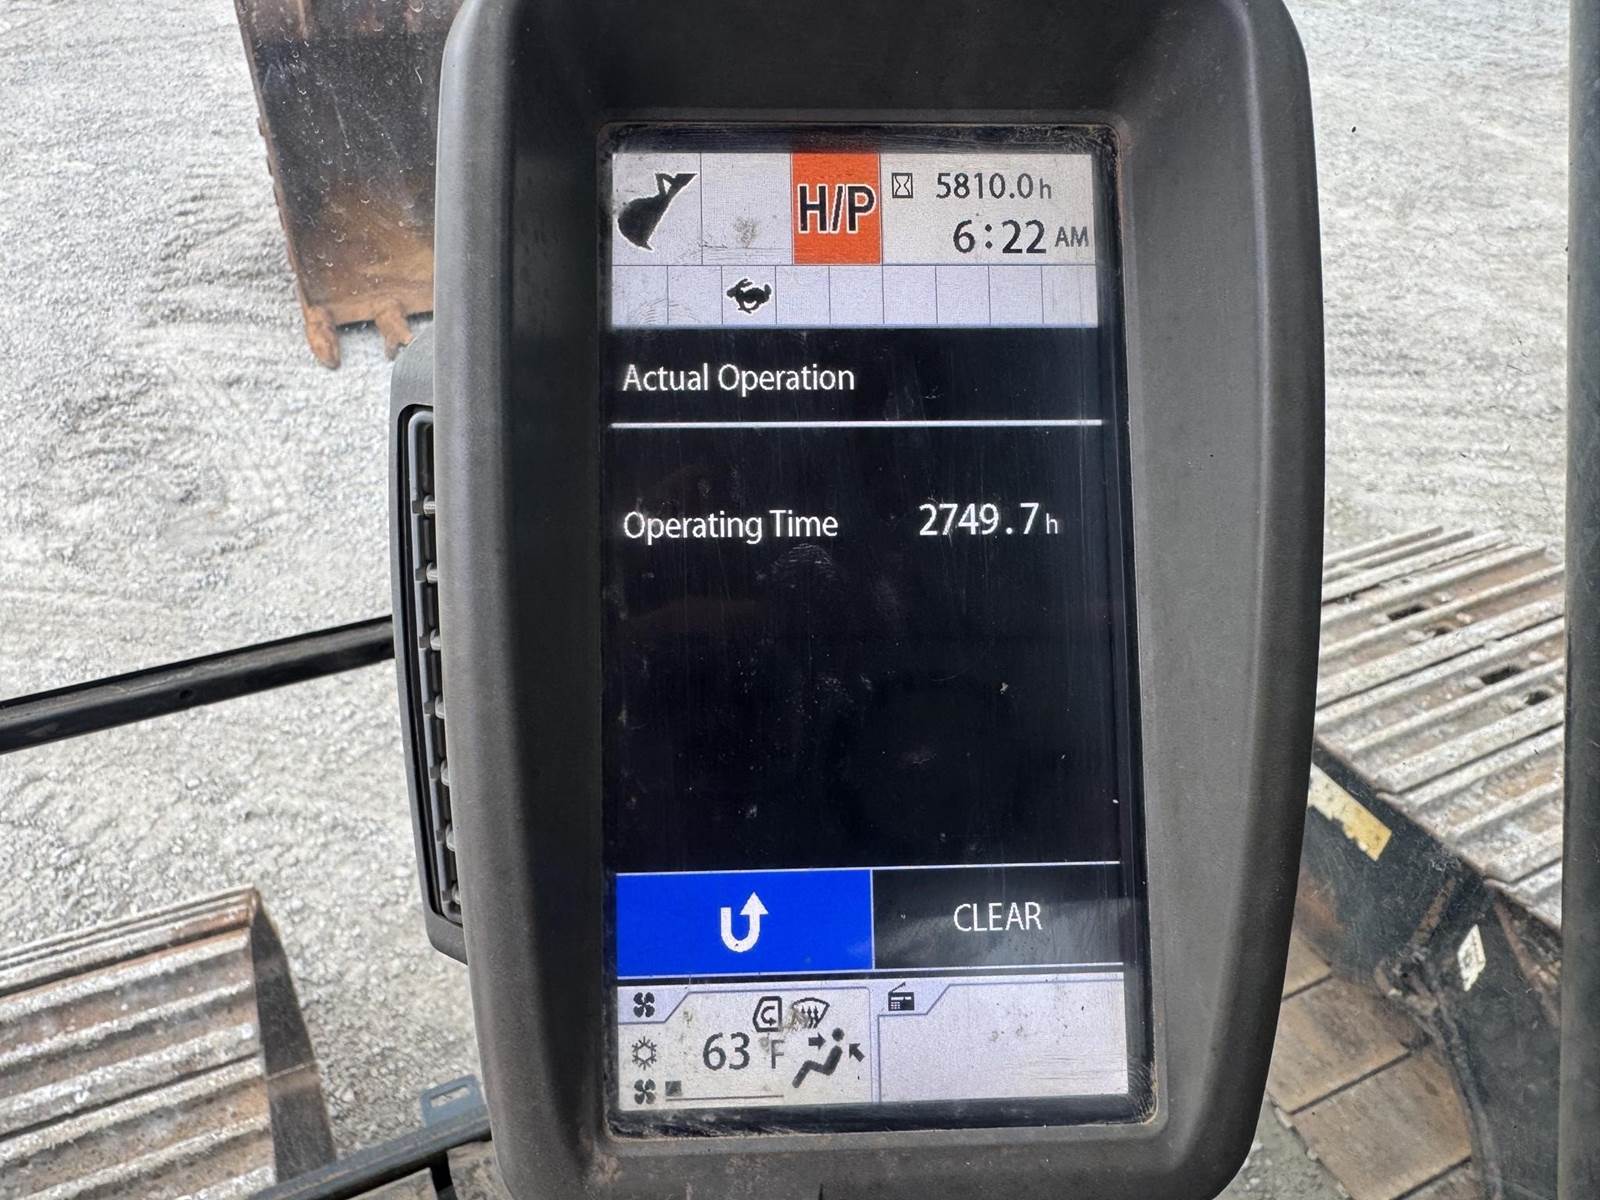 H/P
5810.0h
6:22 AM
Actual Operation
Operating Time 2749.7h
CLEAR
63 F